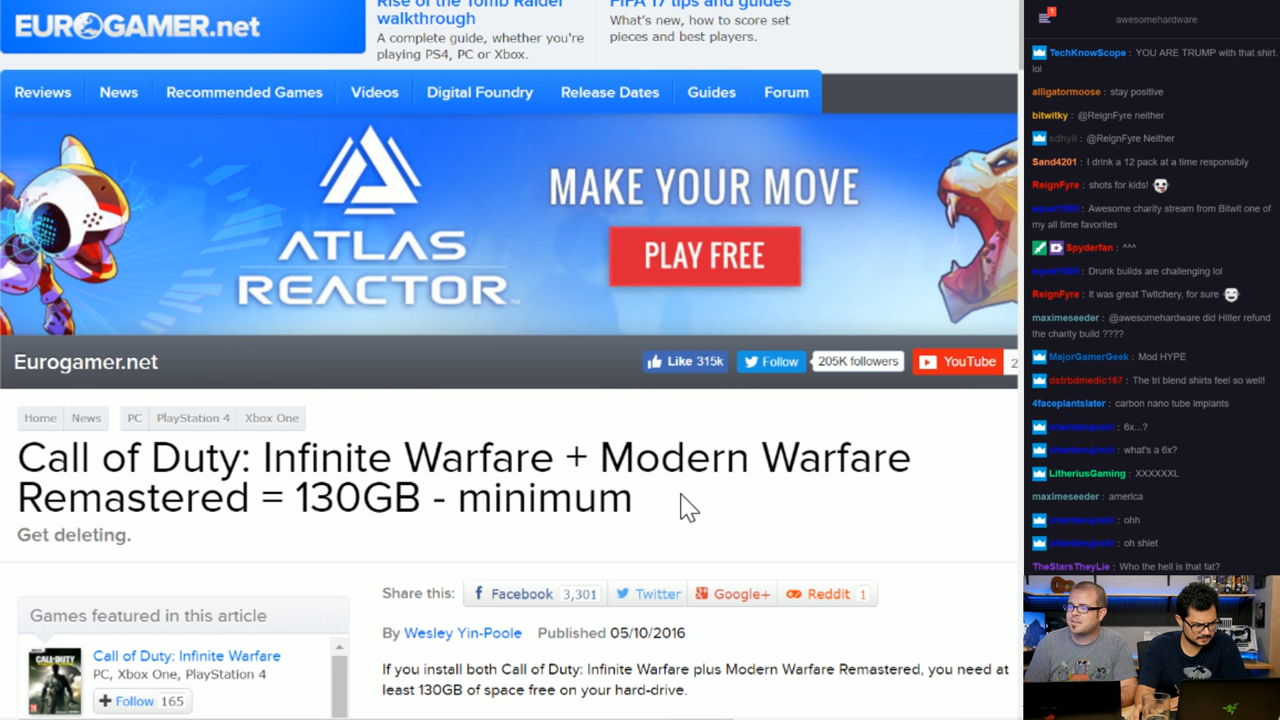 EUROGAMER.net
Rise of the Tomb Raider
walkthrough
A complete guide, whether you're
playing PS4, PC or Xbox.
FIFA 17 tips and guides
What's new, how to score set
pieces and best players.
Reviews News Recommended Games Videos Digital Foundry Release Dates Guides Forum
ATLAS
REACTOR™
MAKE YOUR MOVE
PLAY FREE
Eurogamer.net
Like 315k Follow 205K followers YouTube 2
Home News PC PlayStation 4 Xbox One
Call of Duty: Infinite Warfare + Modern Warfare
Remastered = 130GB - minimum
Get deleting.
Games featured in this article
CALL OF DUTY
Call of Duty: Infinite Warfare
PC, Xbox One, PlayStation 4
+ Follow 165
Share this: Facebook 3,301 Twitter Google+ Reddit 1
By Wesley Yin-Poole Published 05/10/2016
If you install both Call of Duty: Infinite Warfare plus Modern Warfare Remastered, you need at
least 130GB of space free on your hard-drive.
1
awesomehardware
TechKnowScope : YOU ARE TRUMP with that shirt.
lol
alligatormoose : stay positive
bitwitky : @ReignFyre neither
sdhyll : @ReignFyre Neither
Sand4201 : I drink a 12 pack at a time responsibly
ReignFyre : shots for kids!
: Awesome charity stream from Bitwit one of
my all time favorites
Spyderfan : ^^^
: Drunk builds are challenging lol
ReignFyre : It was great Twitchery, for sure
maximeseeder : @awesomehardware did Hitler refund
the charity build ????
MajorGamerGeek : Mod HYPE
dstrbdmedic167 : The tri blend shirts feel so well!
4faceplantslater : carbon nano tube implants
: 6x...?
: what's a 6x?
LitheriusGaming : XXXXXXL
maximeseeder : america
: ohh
: oh shiet
TheStarsTheyLie : Who the hell is that fat?